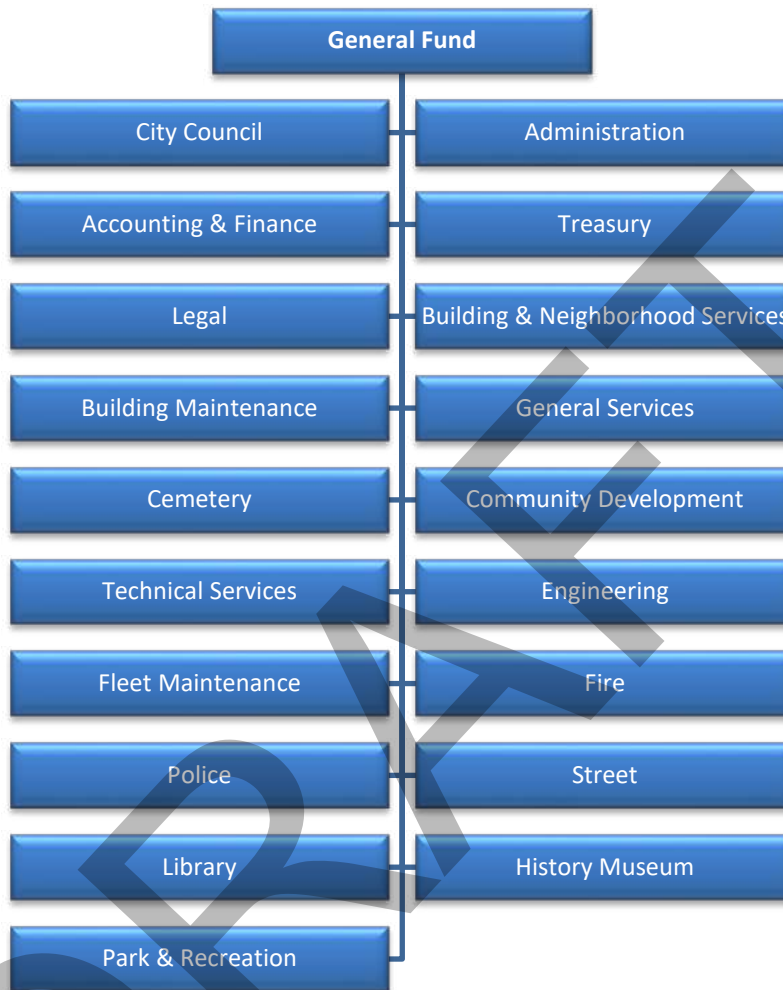 General Fund
City Council
Administration
Accounting & Finance
Treasury
Legal
Building & Neighborhood Services
Building Maintenance
General Services
Cemetery
Community Development
Technical Services
Engineering
Fleet Maintenance
Fire
Police
Street
Library
History Museum
Park & Recreation
DRAFT